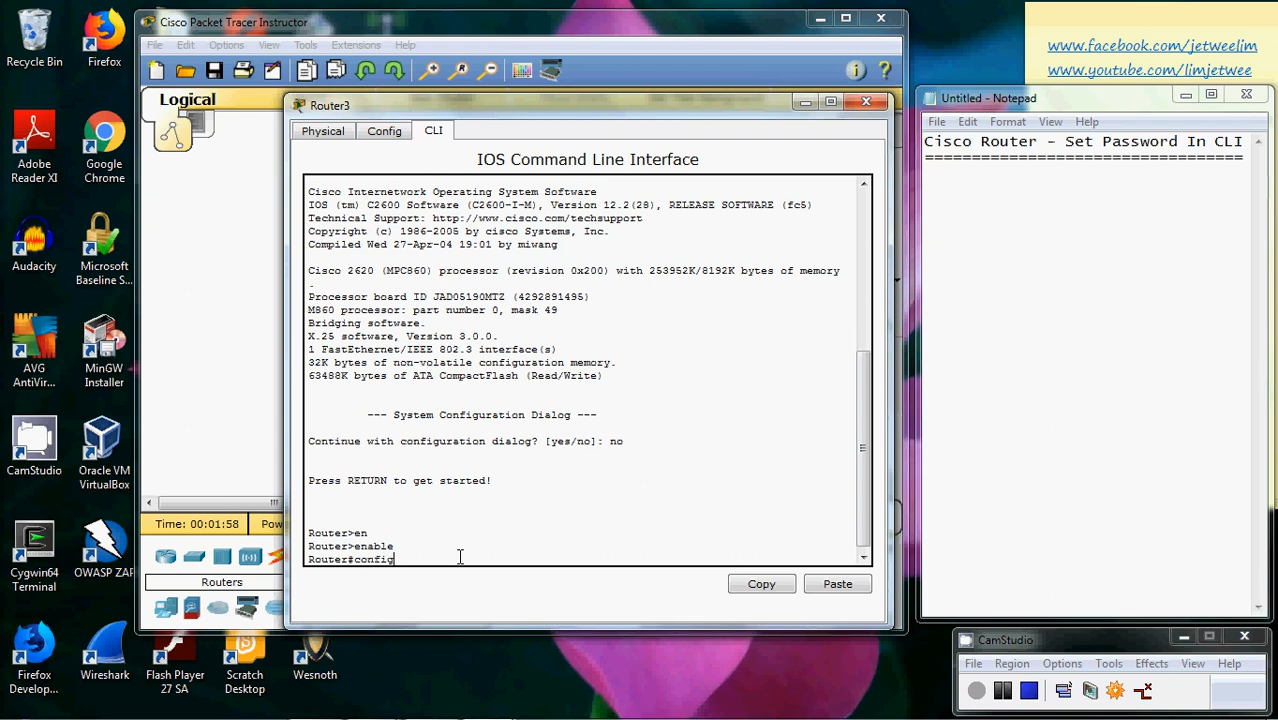 Recycle Bin
Firefox
Adobe
Reader XI
Google
Chrome
Audacity
Microsoft
Baseline S...
AVG
AntiVir...
MinGW
Installer
CamStudio
Oracle VM
VirtualBox
Cygwin64
Terminal
OWASP ZAP
Firefox
Develop...
Wireshark
Flash Player
27 SA
Scratch
Desktop
Wesnoth
Cisco Packet Tracer Instructor
File Edit Options View Tools Extensions Help
Logical
Time: 00:01:58
Pow
Routers
Router3
Physical Config CLI
IOS Command Line Interface
Cisco Internetwork Operating System Software
IOS (tm) C2600 Software (C2600-I-M), Version 12.2(28), RELEASE SOFTWARE (fc5)
Technical Support: http://www.cisco.com/techsupport
Copyright (c) 1986-2005 by cisco Systems, Inc.
Compiled Wed 27-Apr-04 19:01 by miwang
Cisco 2620 (MPC860) processor (revision 0x200) with 253952K/8192K bytes of memory
.
Processor board ID JAD05190MTZ (4292891495)
M860 processor: part number 0, mask 49
Bridging software.
X.25 software, Version 3.0.0.
1 FastEthernet/IEEE 802.3 interface(s)
32K bytes of non-volatile configuration memory.
63488K bytes of ATA CompactFlash (Read/Write)
--- System Configuration Dialog ---
Continue with configuration dialog? [yes/no]: no
Press RETURN to get started!
Router>en
Router>enable
Router#config
Copy Paste
www.facebook.com/jetweelim
www.youtube.com/limjetwee
Untitled - Notepad
File Edit Format View Help
Cisco Router - Set Password In CLI
==================================
CamStudio
File Region Options Tools Effects View Help